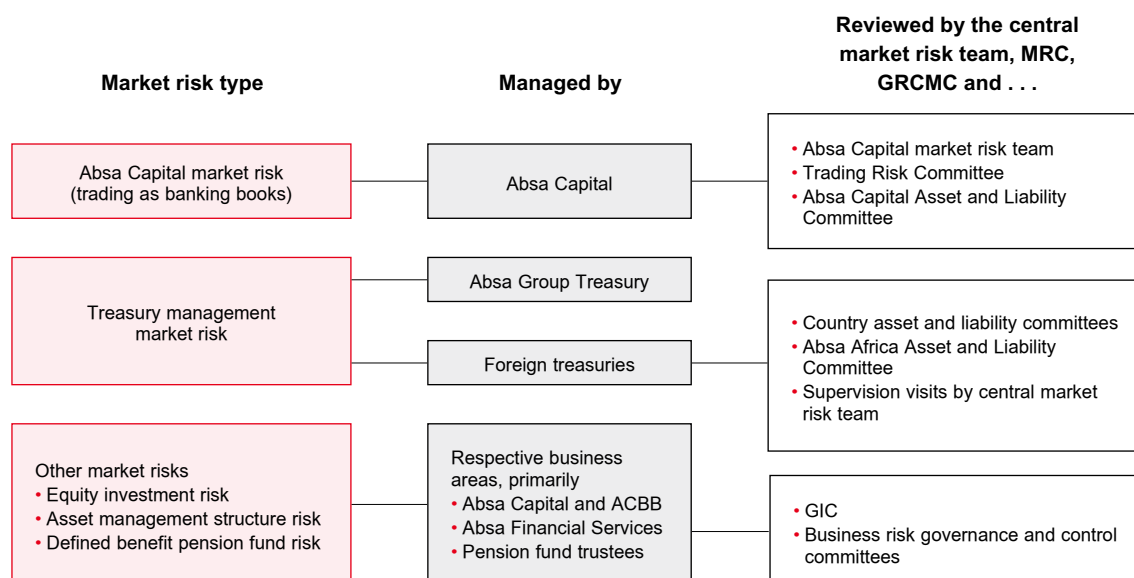 Market risk type
Managed by
Reviewed by the central
market risk team, MRC,
GRCMC and . . .
Absa Capital market risk
(trading as banking books)
Absa Capital
• Absa Capital market risk team
• Trading Risk Committee
• Absa Capital Asset and Liability
Committee
Treasury management
market risk
Absa Group Treasury
Foreign treasuries
• Country asset and liability committees
• Absa Africa Asset and Liability
Committee
• Supervision visits by central market
risk team
Other market risks
• Equity investment risk
• Asset management structure risk
• Defined benefit pension fund risk
Respective business
areas, primarily
• Absa Capital and ACBB
• Absa Financial Services
• Pension fund trustees
• GIC
• Business risk governance and control
committees